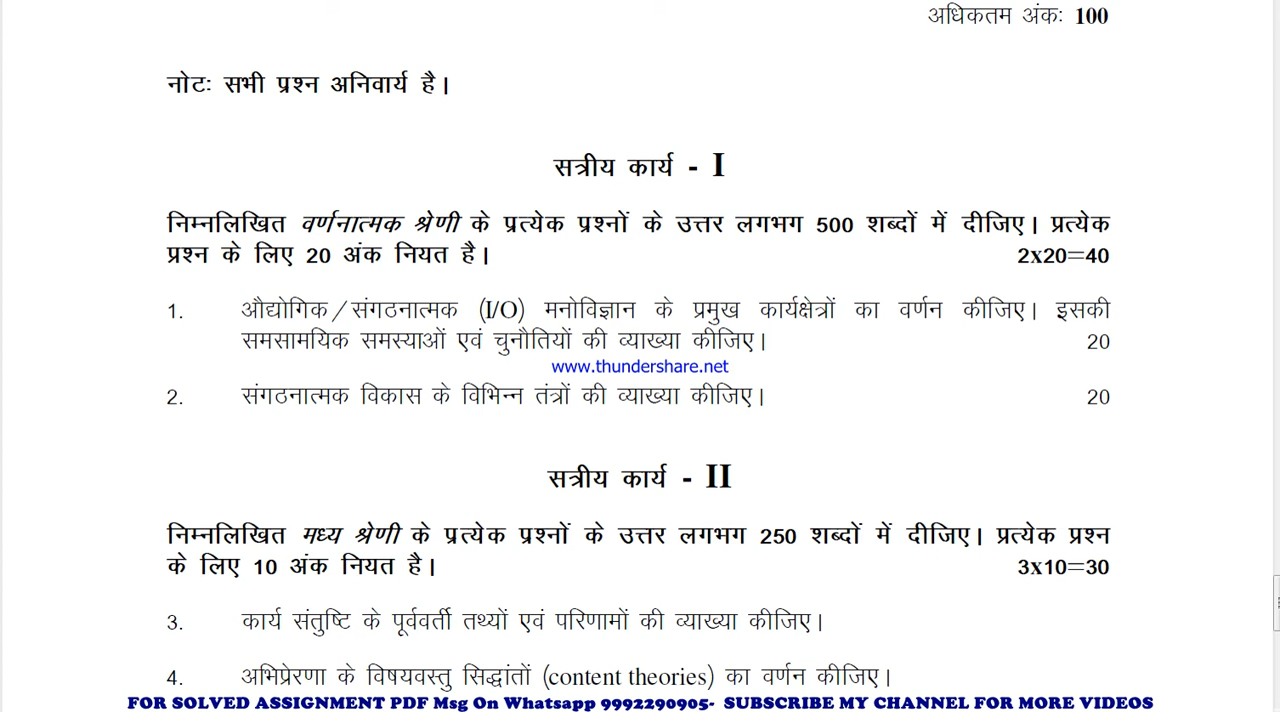 अधिकतम अंकः 100
नोटः सभी प्रश्न अनिवार्य है।
सत्रीय कार्य - I
निम्नलिखित वर्णनात्मक श्रेणी के प्रत्येक प्रश्नों के उत्तर लगभग 500 शब्दों में दीजिए। प्रत्येक
प्रश्न के लिए 20 अंक नियत है। 2x20=40
1. औद्योगिक/संगठनात्मक (I/O) मनोविज्ञान के प्रमुख कार्यक्षेत्रों का वर्णन कीजिए। इसकी
समसामयिक समस्याओं एवं चुनौतियों की व्याख्या कीजिए। 20
www.thundershare.net
2. संगठनात्मक विकास के विभिन्न तंत्रों की व्याख्या कीजिए। 20
सत्रीय कार्य - II
निम्नलिखित मध्य श्रेणी के प्रत्येक प्रश्नों के उत्तर लगभग 250 शब्दों में दीजिए। प्रत्येक प्रश्न
के लिए 10 अंक नियत है। 3x10=30
3. कार्य संतुष्टि के पूर्ववर्ती तथ्यों एवं परिणामों की व्याख्या कीजिए।
4. अभिप्रेरणा के विषयवस्तु सिद्धांतों (content theories) का वर्णन कीजिए।
FOR SOLVED ASSIGNMENT PDF Msg On Whatsapp 9992290905- SUBSCRIBE MY CHANNEL FOR MORE VIDEOS